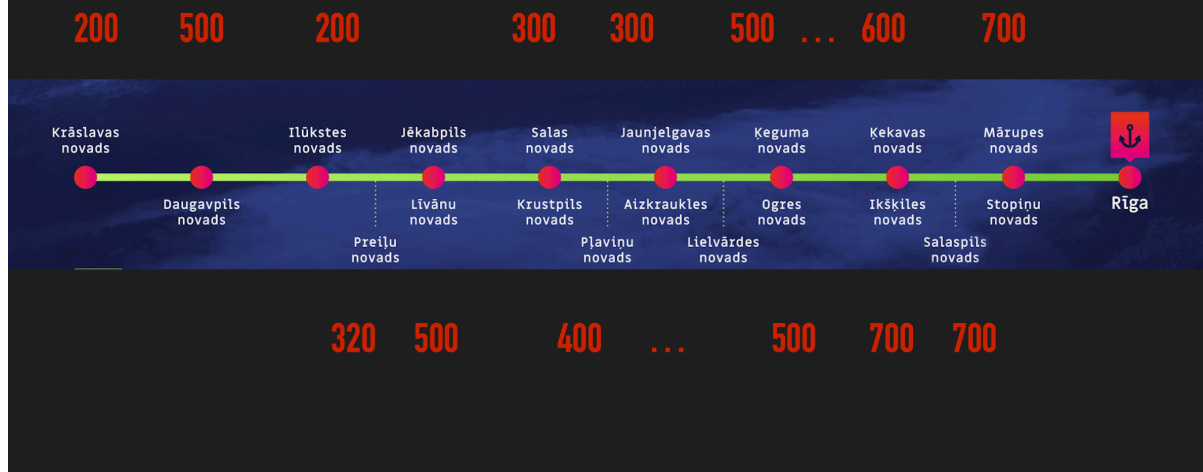 200 500 200 300 300 500 ... 600 700
Krāslavas
novads
Ilūkstes
novads
Jēkabpils
novads
Salas
novads
Jaunjelgavas
novads
Ķeguma
novads
Ķekavas
novads
Mārupes
novads
Daugavpils
novads
Līvānu
novads
Krustpils
novads
Aizkraukles
novads
Ogres
novads
Ikšķiles
novads
Stopiņu
novads
Rīga
Preiļu
novads
Pļaviņu
novads
Lielvārdes
novads
Salaspils
novads
320 500 400 ... 500 700 700